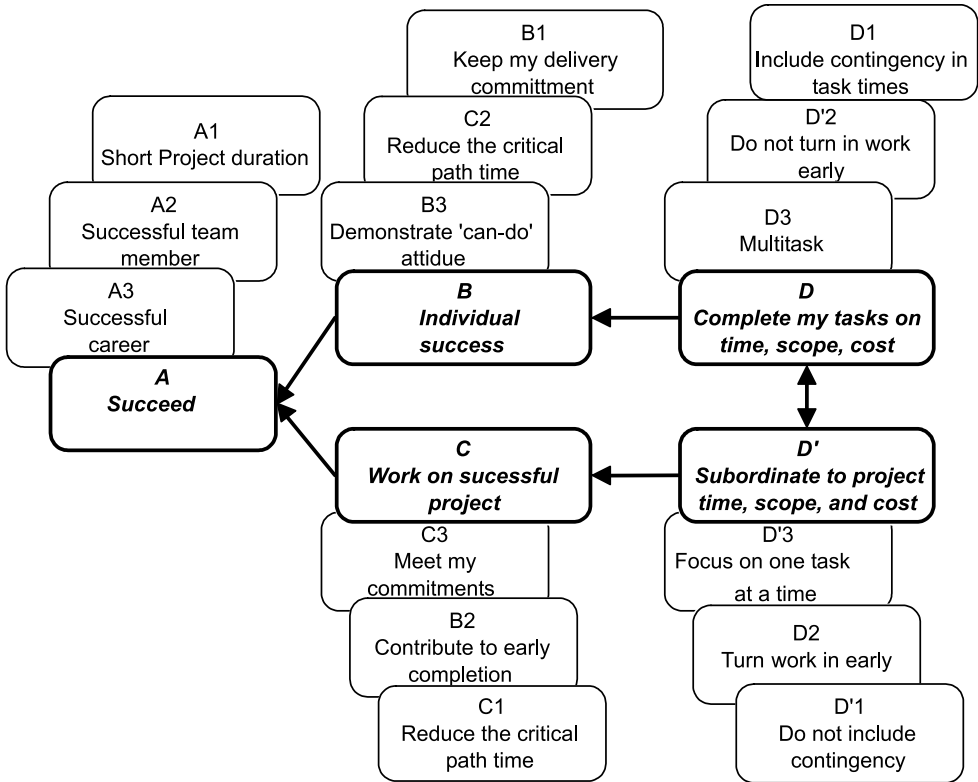 B1
Keep my delivery
committment
D1
Include contingency in
task times
A1
Short Project duration
C2
Reduce the critical
path time
D'2
Do not turn in work
early
A2
Successful team
member
B3
Demonstrate 'can-do'
attidue
D3
Multitask
A3
Successful
career
B
Individual
success
D
Complete my tasks on
time, scope, cost
A
Succeed
C
Work on sucessful
project
D'
Subordinate to project
time, scope, and cost
C3
Meet my
commitments
D'3
Focus on one task
at a time
B2
Contribute to early
completion
D2
Turn work in early
C1
Reduce the critical
path time
D'1
Do not include
contingency